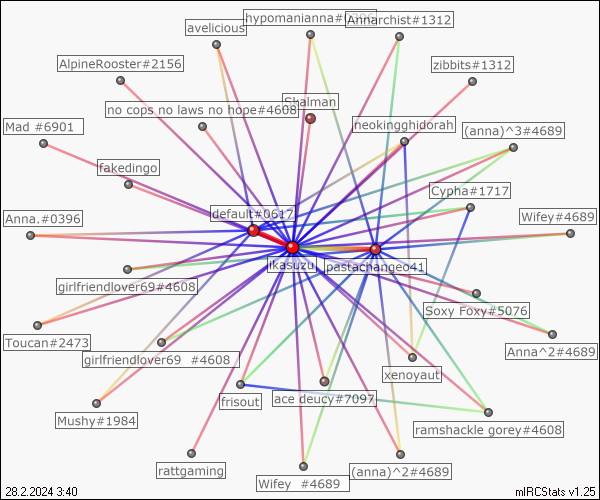 hypomanianna#
Annarchist#1312
avelicious
AlpineRooster#2156
zibbits#1312
no cops no laws no hope#4608
Shalman
neokingghidorah
(anna)^3#4689
Mad #6901
fakedingo
Cypha#1717
Anna.#0396
default#0617
Wifey#4689
ikasuzu
pastachangeo41
girlfriendlover69#4608
Soxy Foxy#5076
Toucan#2473
girlfriendlover69 #4608
Anna^2#4689
xenoyaut
Mushy#1984
frisout
ace deucy#7097
ramshackle gorey#4608
rattgaming
Wifey #4689
(anna)^2#4689
28.2.2024 3:40
mIRCStats v1.25